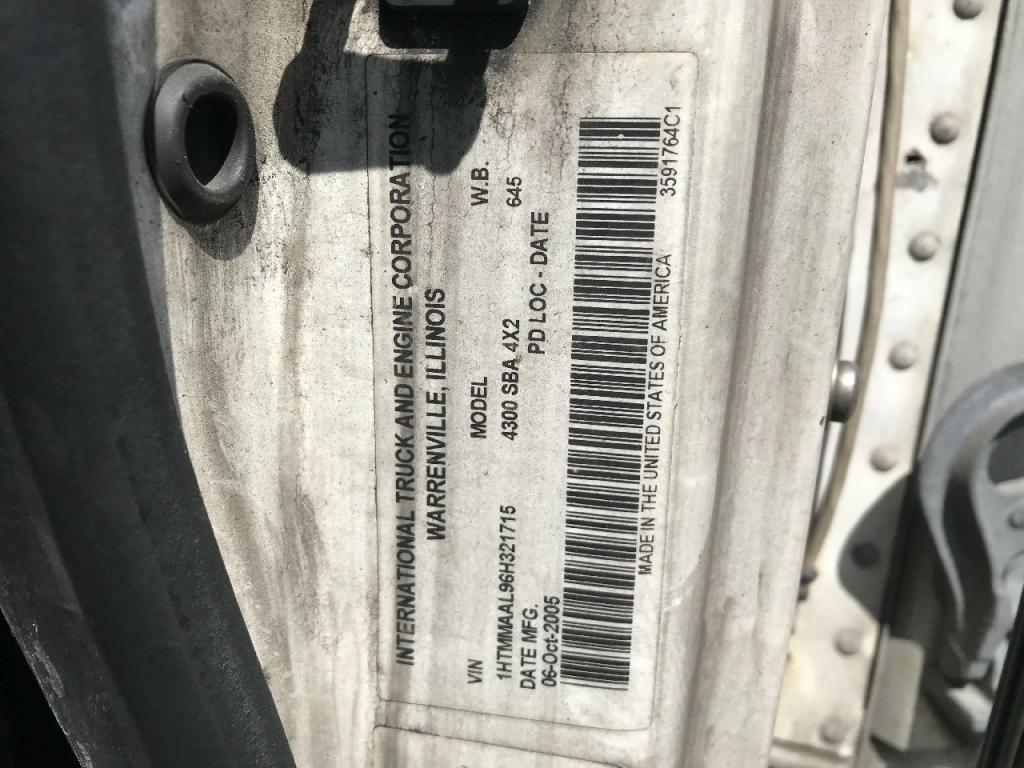 INTERNATIONAL TRUCK AND ENGINE CORPORATION
WARRENVILLE, ILLINOIS
VIN MODEL W.B.
1HTMMAAL96H321715 4300 SBA 4X2 645
DATE MFG. PD LOC - DATE
06-Oct-2005
MADE IN THE UNITED STATES OF AMERICA 3591764C1